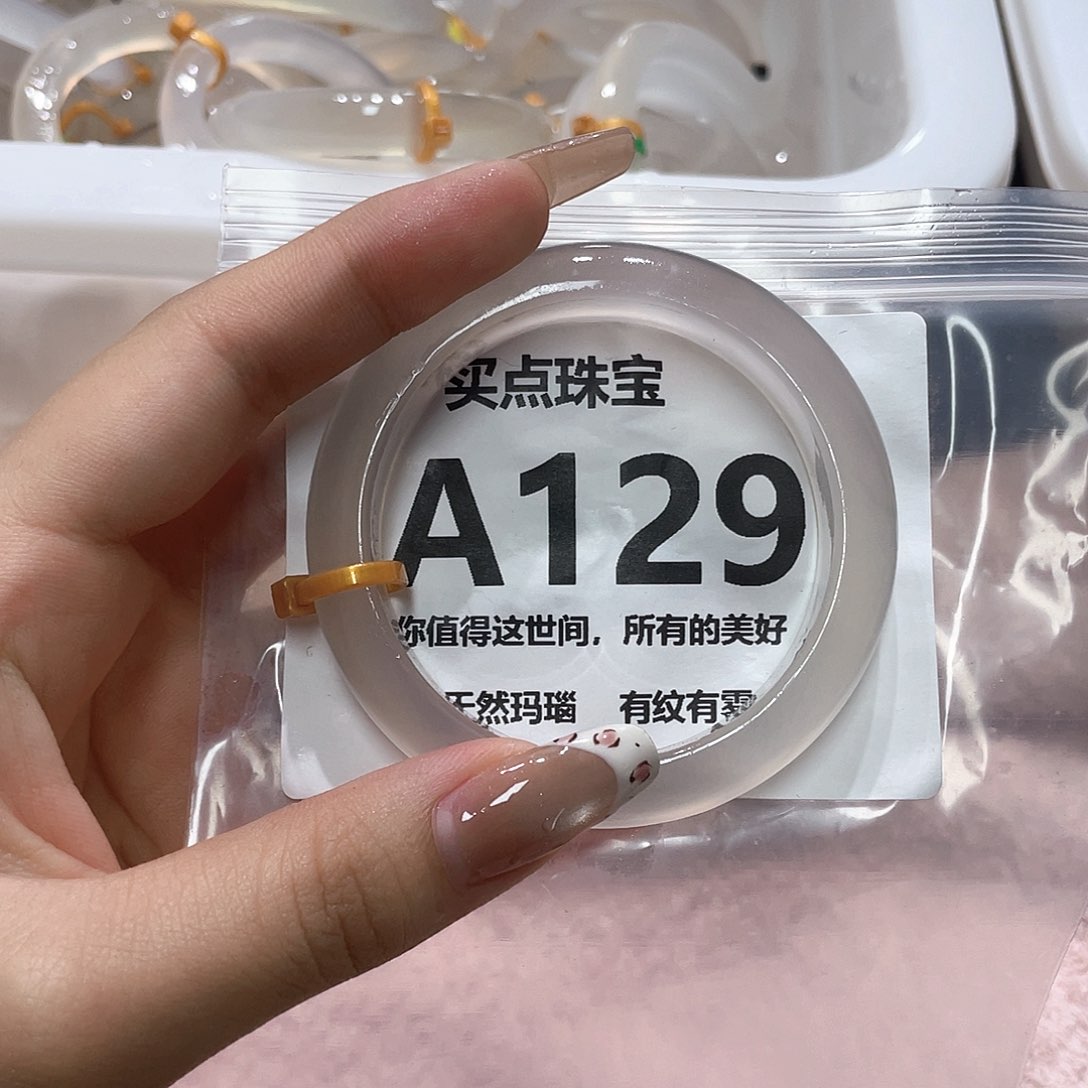 买点珠宝
A129
你值得这世间，所有的美好
天然玛瑙 有纹有雾